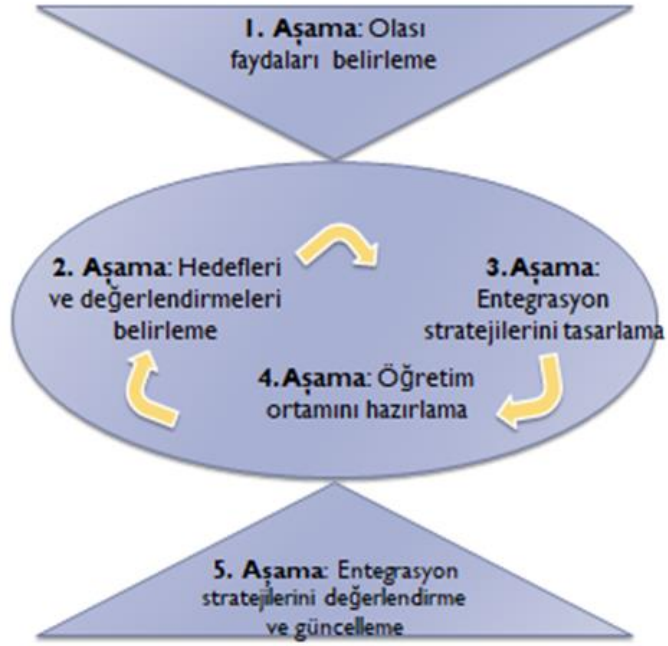 1. Aşama: Olası
faydaları belirleme
2. Aşama: Hedefleri
ve değerlendirmeleri
belirleme
3.Aşama:
Entegrasyon
stratejilerini tasarlama
4.Aşama: Öğretim
ortamını hazırlama
5. Aşama: Entegrasyon
stratejilerini değerlendirme
ve güncelleme